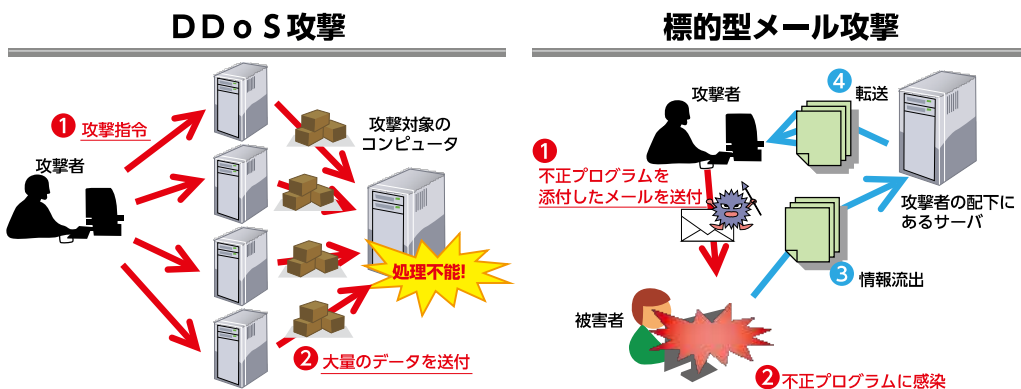 DDoS攻撃
❶ 攻撃指令
攻撃者
攻撃対象の
コンピュータ
処理不能!
❷ 大量のデータを送付
標的型メール攻撃
攻撃者
❶
不正プログラムを
添付したメールを送付
被害者
❷ 不正プログラムに感染
❸ 情報流出
攻撃者の配下に
あるサーバ
❹ 転送